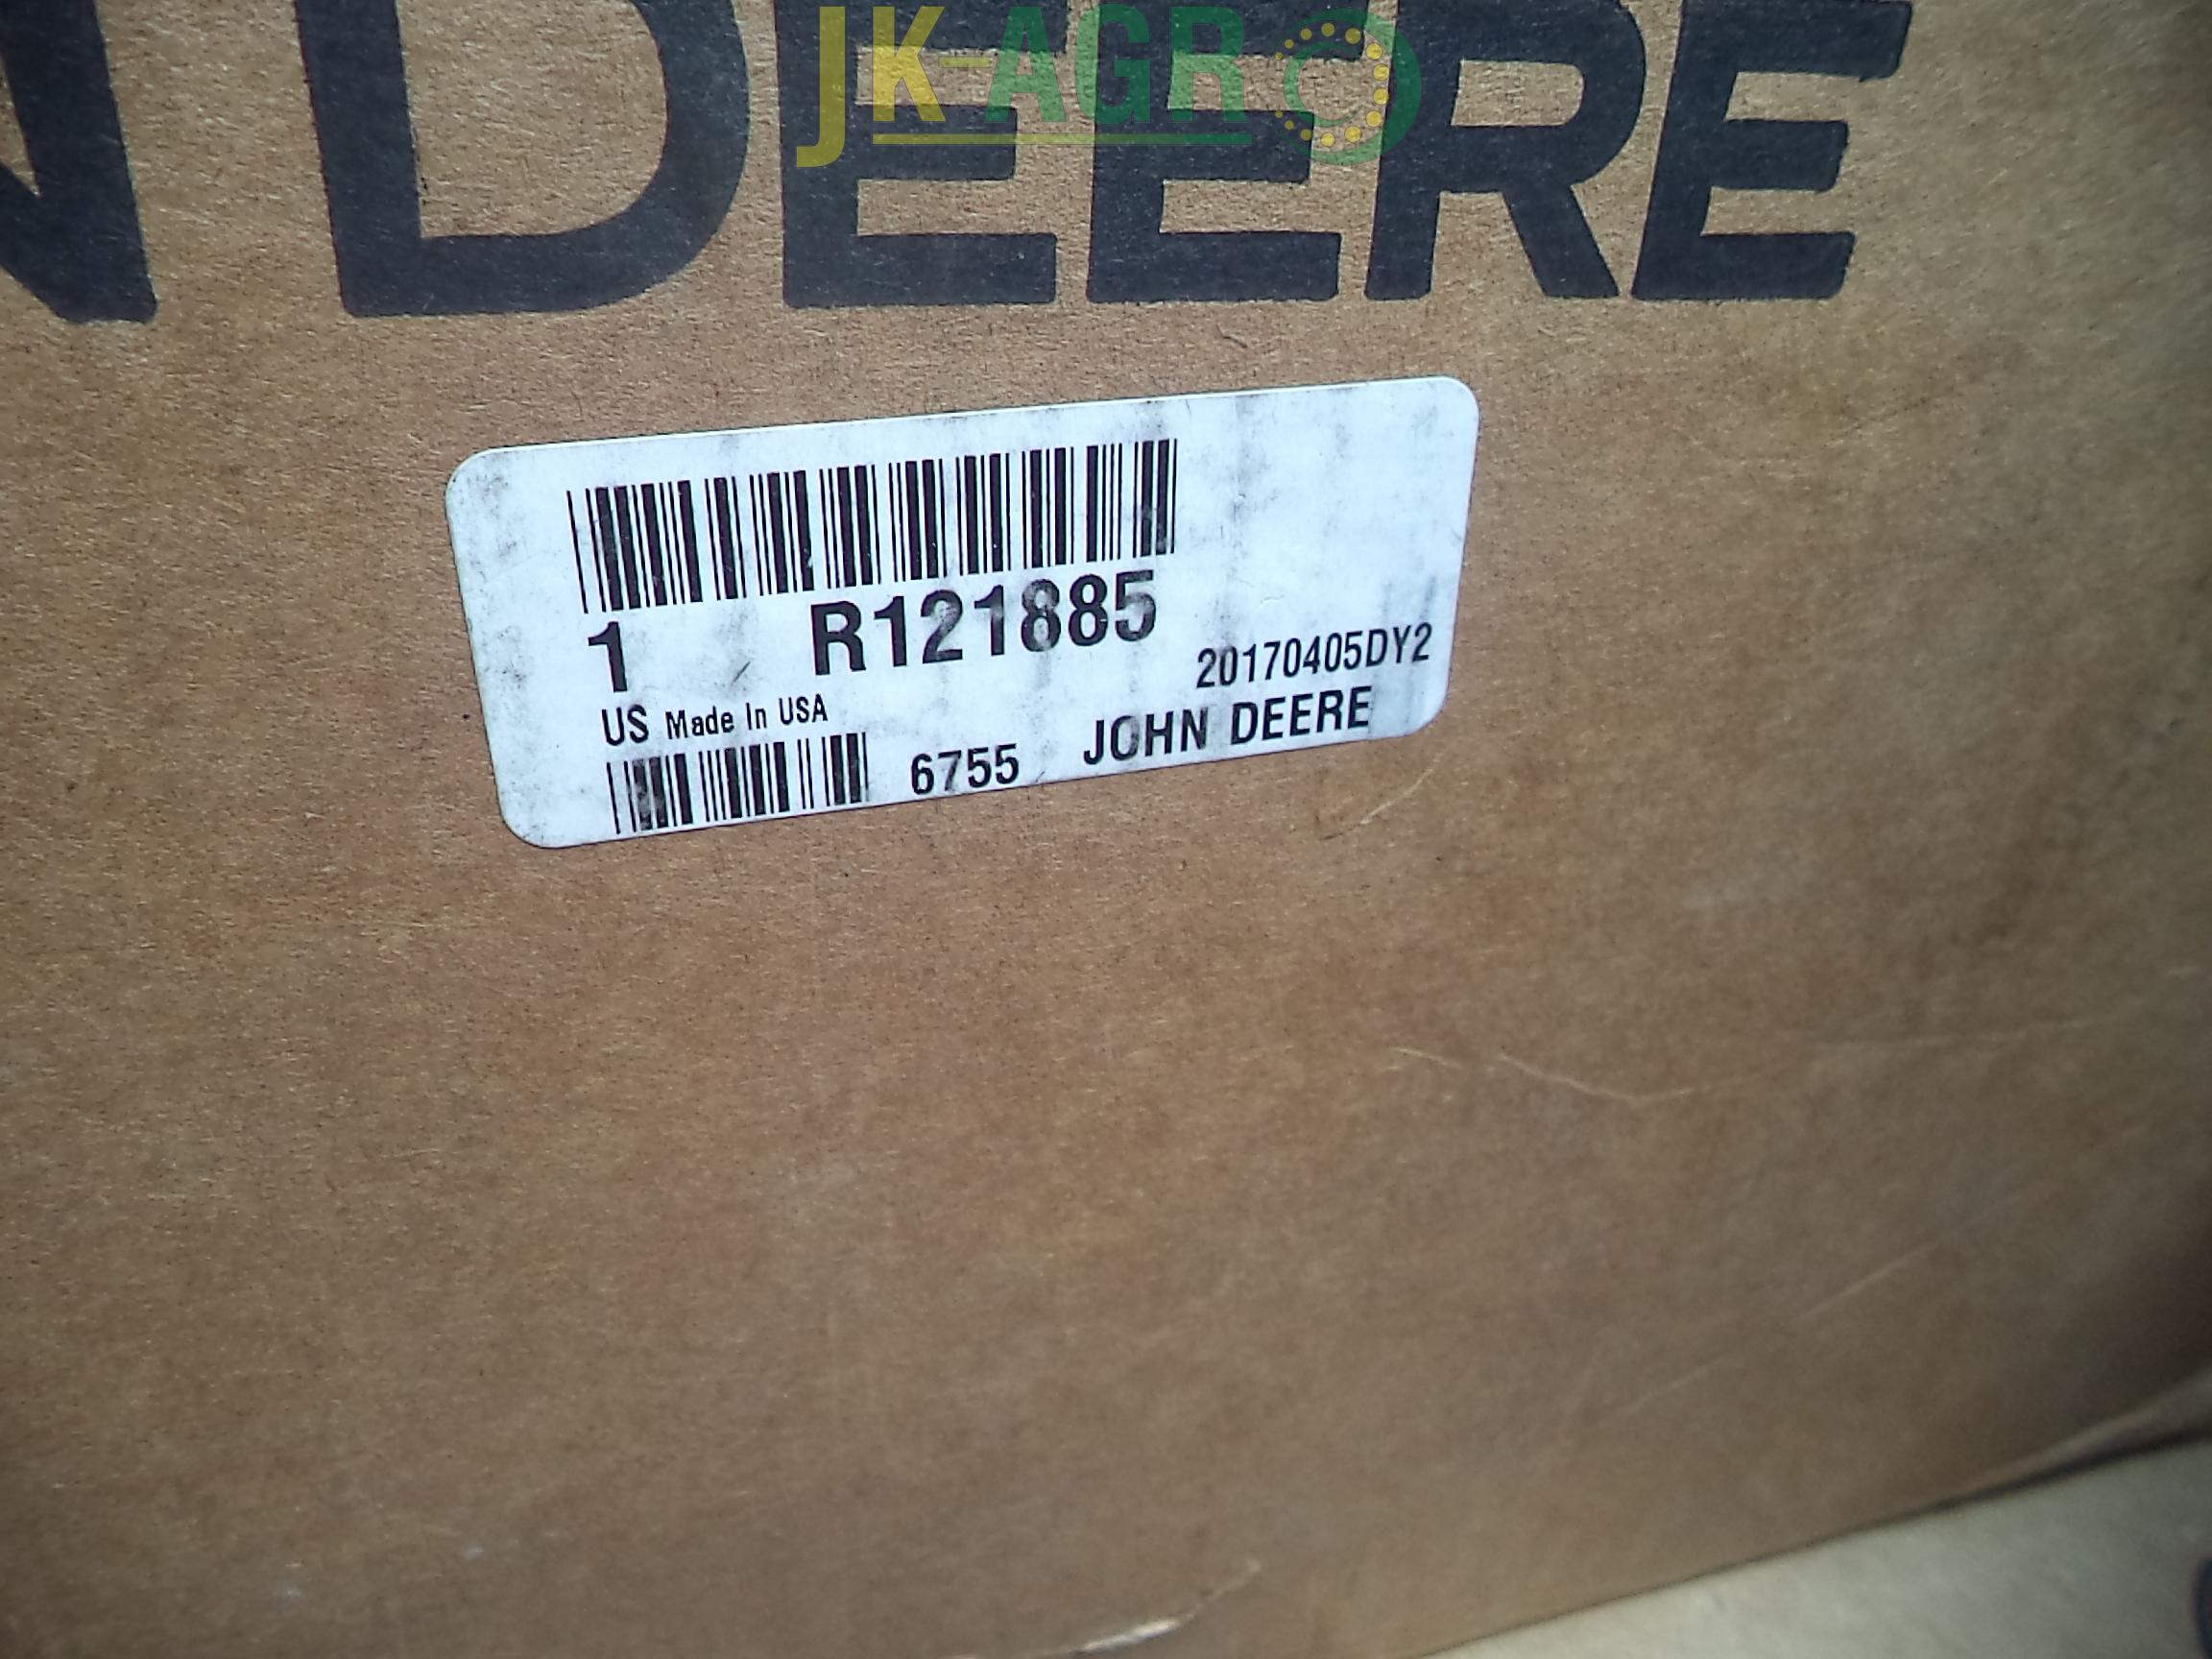 JK-AGRO
N DEERE
1 R121885
20170405DY2
US Made In USA
6755 JOHN DEERE